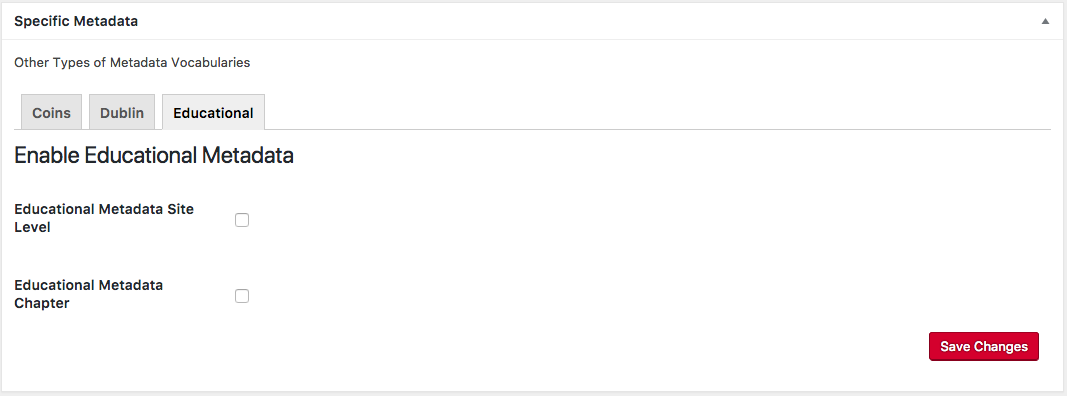 Specific Metadata
Other Types of Metadata Vocabularies
Coins
Dublin
Educational
Enable Educational Metadata
Educational Metadata Site
Level
Educational Metadata
Chapter
Save Changes